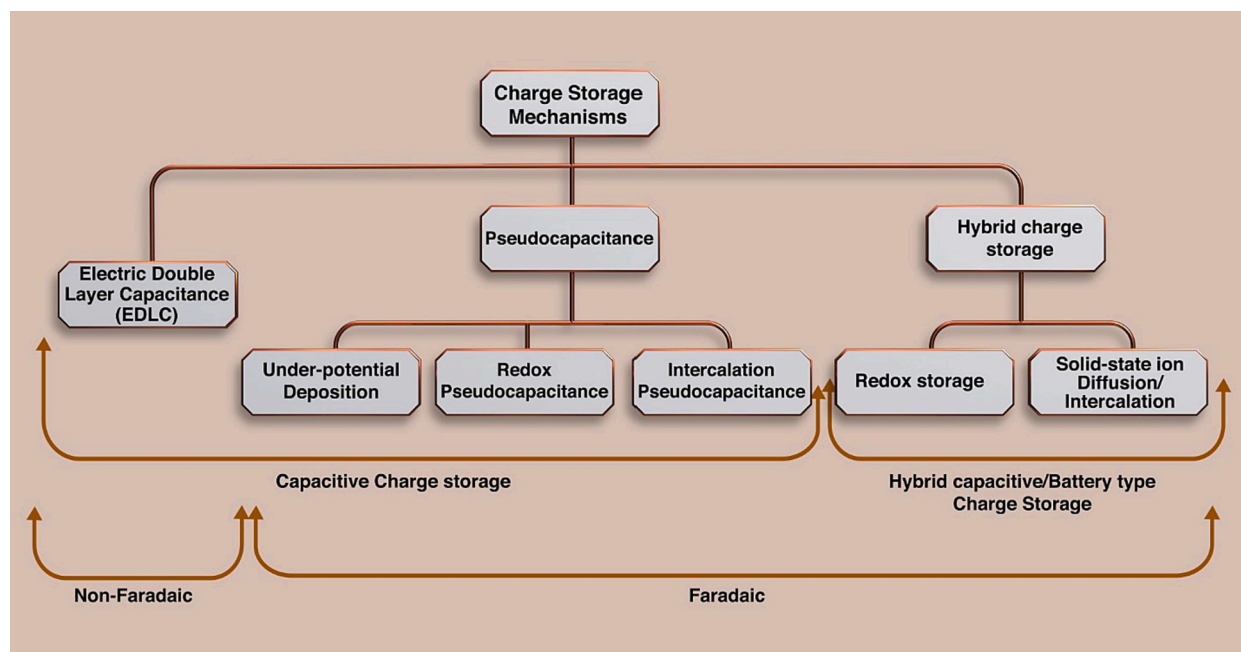 Charge Storage
Mechanisms
Pseudocapacitance
Hybrid charge
storage
Electric Double
Layer Capacitance
(EDLC)
Under-potential
Deposition
Redox
Pseudocapacitance
Intercalation
Pseudocapacitance
Redox storage
Solid-state ion
Diffusion/
Intercalation
Capacitive Charge storage
Hybrid capacitive/Battery type
Charge Storage
Non-Faradaic
Faradaic